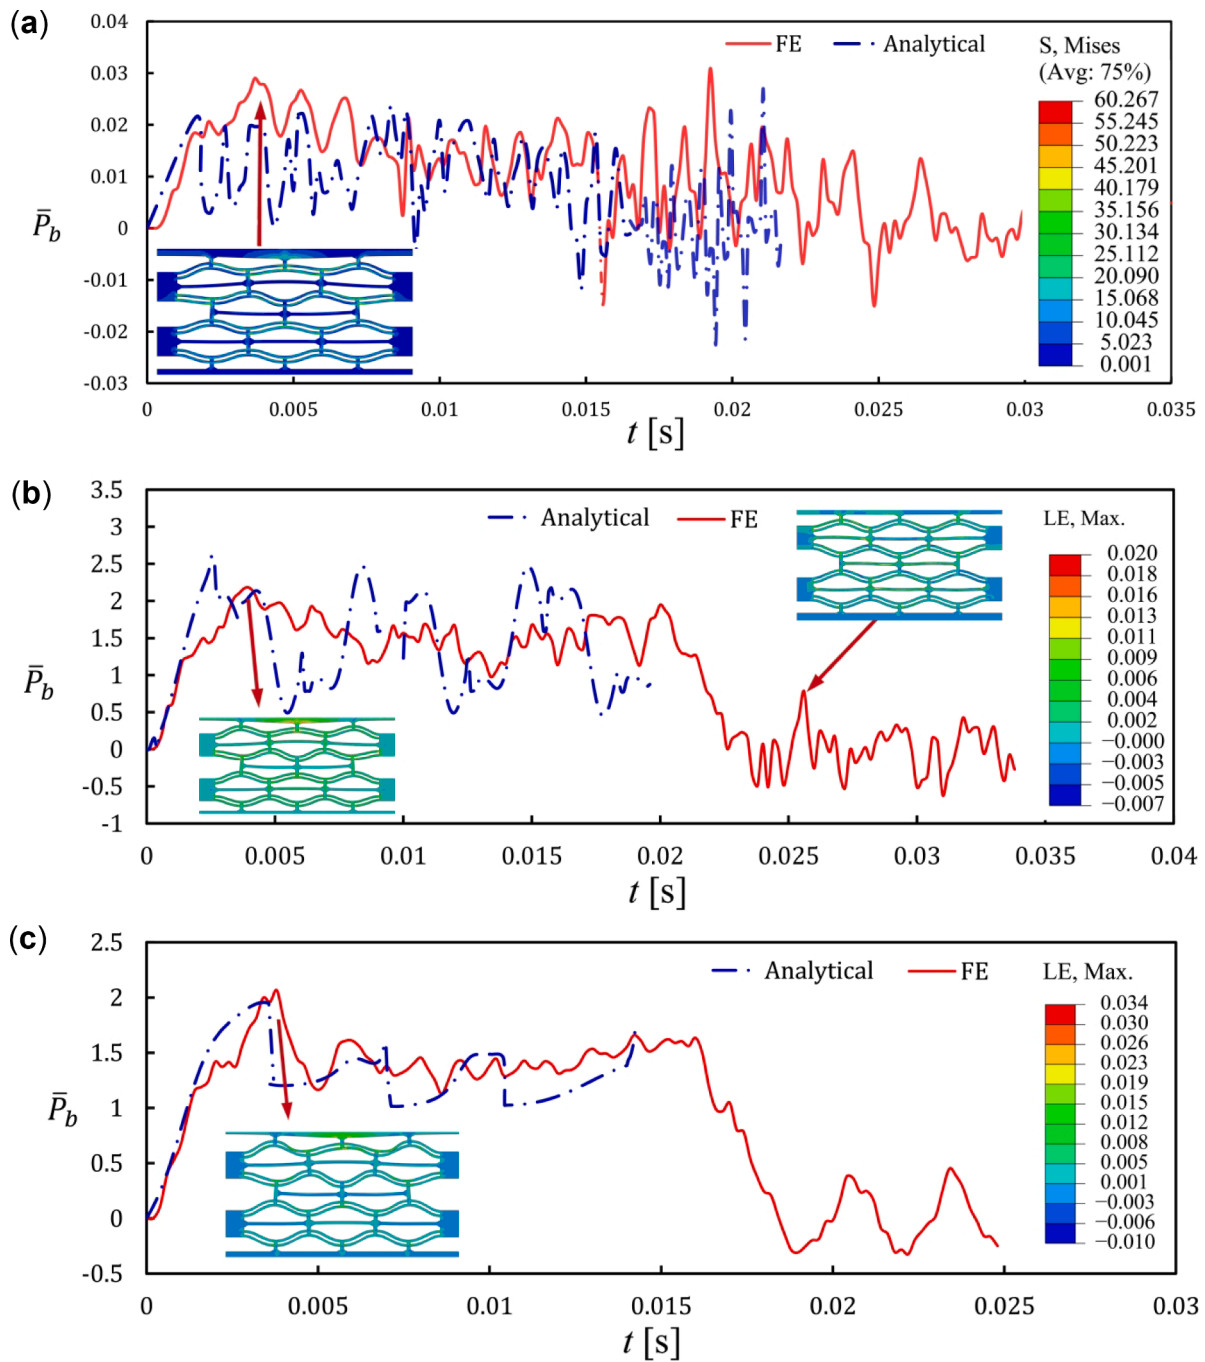 (a)
0.04
0.03
0.02
0.01
0
-0.01
-0.02
-0.03
P̄b
FE
Analytical
S, Mises
(Avg: 75%)
60.267
55.245
50.223
45.201
40.179
35.156
30.134
25.112
20.090
15.068
10.045
5.023
0.001
0 0.005 0.01 0.015 0.02 0.025 0.03 0.035
t [s]
(b)
3.5
3
2.5
2
1.5
1
0.5
0
-0.5
-1
P̄b
Analytical
FE
LE, Max.
0.020
0.018
0.016
0.013
0.011
0.009
0.006
0.004
0.002
−0.000
−0.003
−0.005
−0.007
0 0.005 0.01 0.015 0.02 0.025 0.03 0.035 0.04
t [s]
(c)
2.5
2
1.5
1
0.5
0
-0.5
P̄b
Analytical
FE
LE, Max.
0.034
0.030
0.026
0.023
0.019
0.015
0.012
0.008
0.005
0.001
−0.003
−0.006
−0.010
0 0.005 0.01 0.015 0.02 0.025 0.03
t [s]